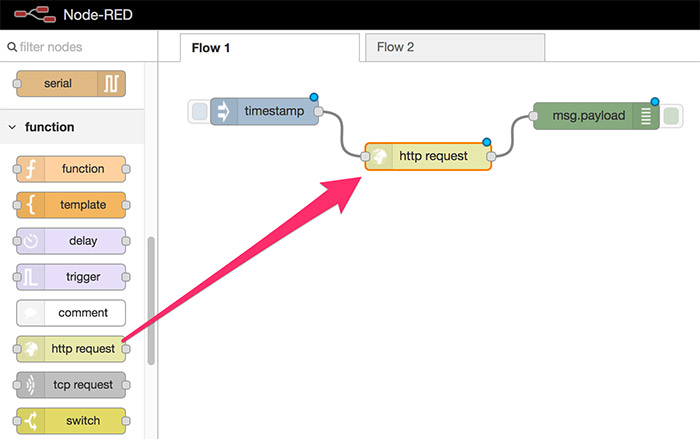 Node-RED
filter nodes
Flow 1
Flow 2
serial
function
function
template
delay
trigger
comment
http request
tcp request
switch
timestamp
http request
msg.payload